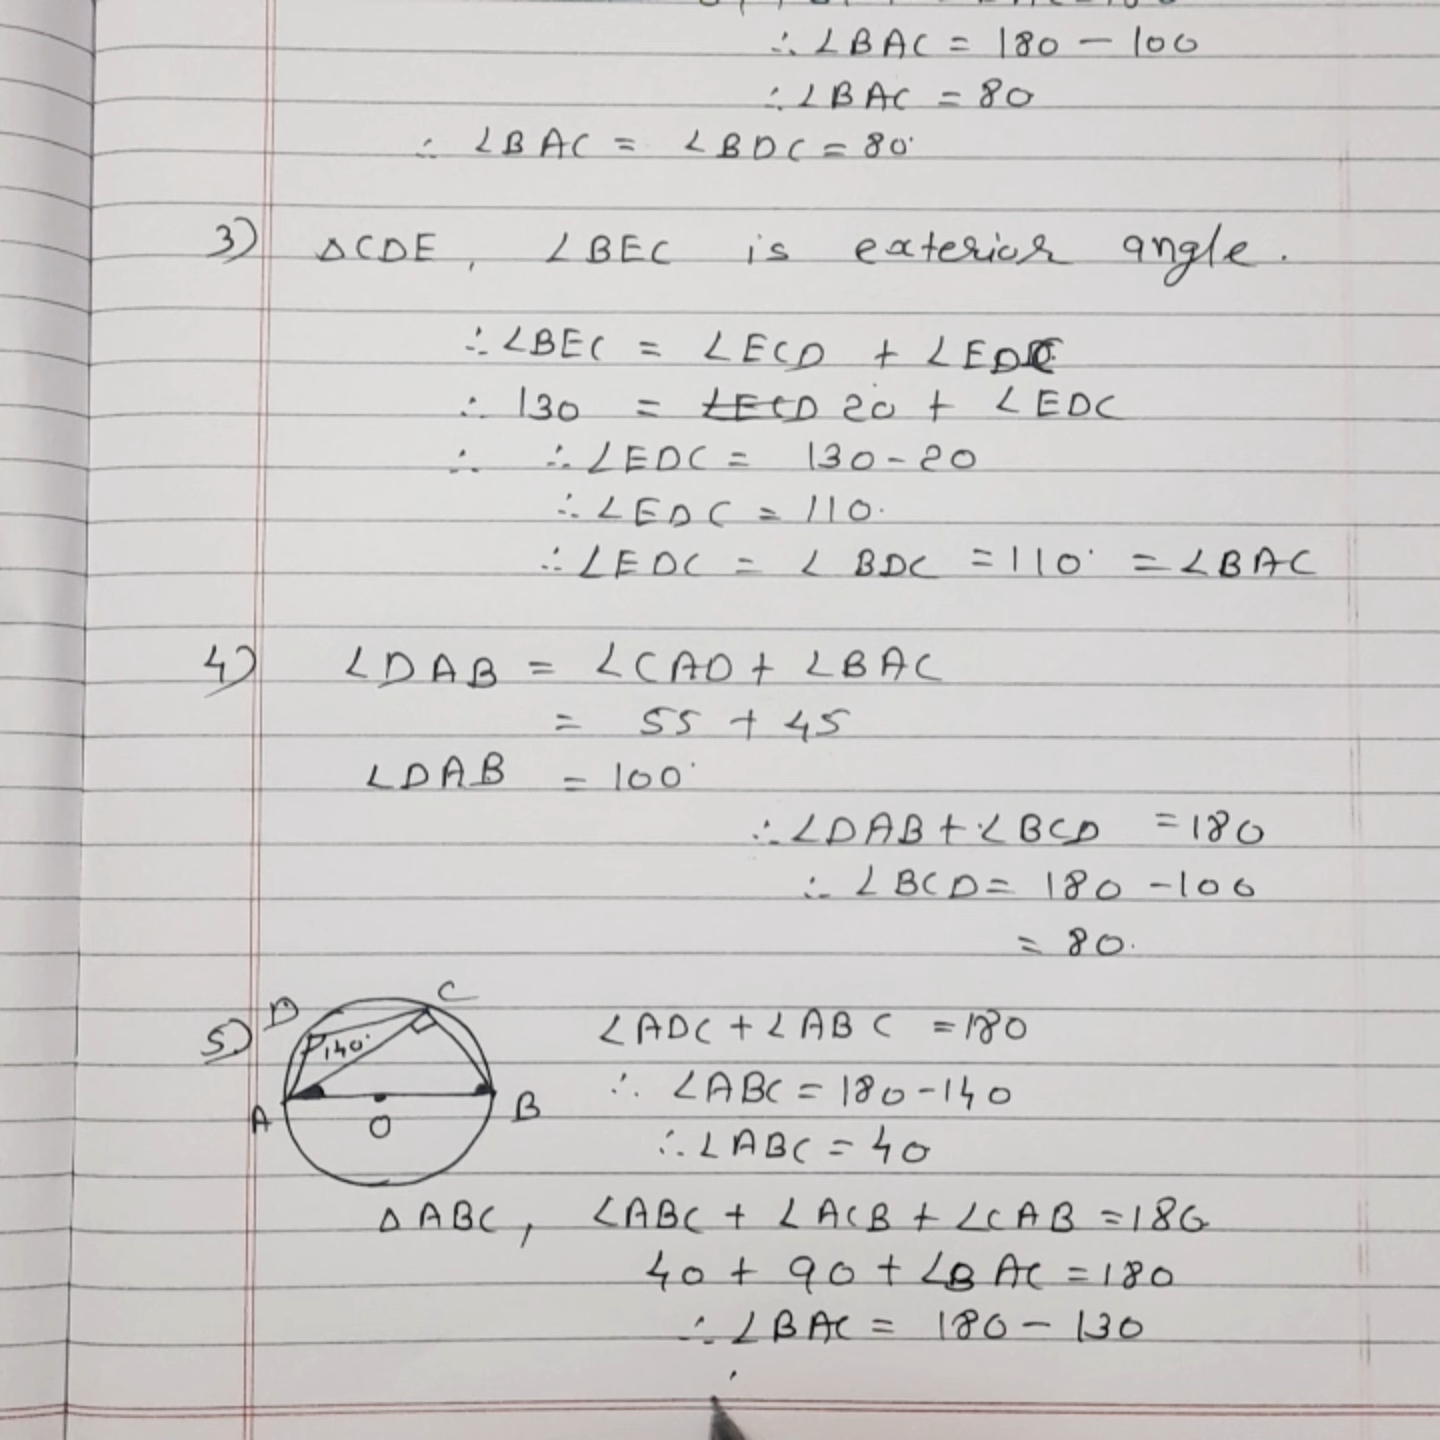 ∴ ∠BAC = 180 - 100
∴ ∠BAC = 80
∴ ∠BAC = ∠BDC = 80°
3) ΔCDE, ∠BEC is exterior angle.
∴ ∠BEC = ∠ECD + ∠EDC
∴ 130 = 20 + ∠EDC
∴ ∴ ∠EDC = 130 - 20
∴ ∠EDC = 110.
∴ ∠EDC = ∠BDC = 110° = ∠BAC
4) ∠DAB = ∠CAD + ∠BAC
= 55 + 45
∠DAB = 100°
∴ ∠DAB + ∠BCD = 180
∴ ∠BCD = 180 - 100
= 80.
5) D C
140°
A O B
∠ADC + ∠ABC = 180
∴ ∠ABC = 180 - 140
∴ ∠ABC = 40
ΔABC, ∠ABC + ∠ACB + ∠CAB = 180
40 + 90 + ∠BAC = 180
∴ ∠BAC = 180 - 130